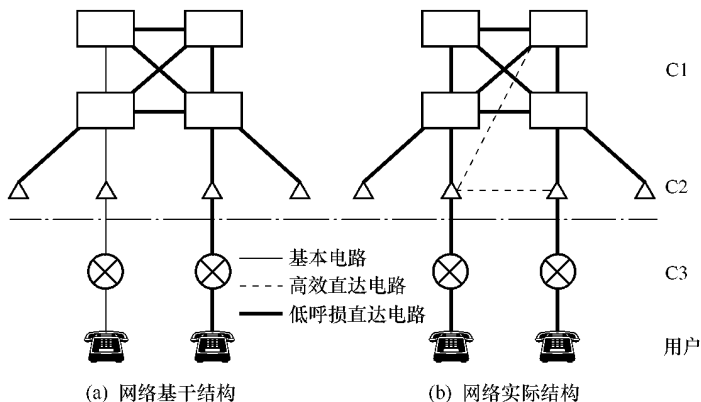 C1
C2
C3
基本电路
高效直达电路
低呼损直达电路
用户
(a) 网络基干结构
(b) 网络实际结构